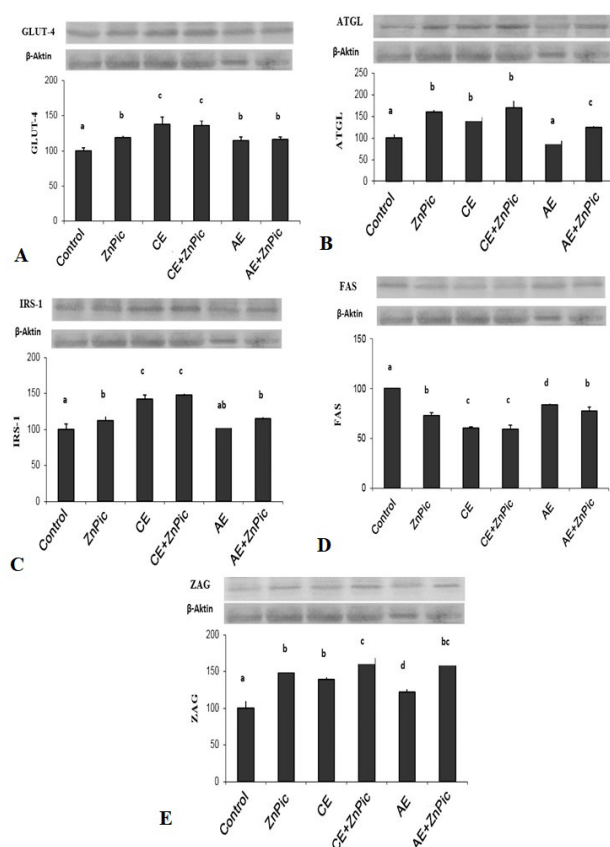 GLUT-4
β-Aktin
150
100
50
0
GLUT-4
a
b
c
c
b
b
Control
ZnPic
CE
CE+ZnPic
AE
AE+ZnPic
A
ATGL
β-Aktin
200
150
100
50
0
ATGL
a
b
b
b
a
c
Control
ZnPic
CE
CE+ZnPic
AE
AE+ZnPic
B
IRS-1
β-Aktin
200
150
100
50
0
IRS-1
a
b
c
c
ab
b
Control
ZnPic
CE
CE+ZnPic
AE
AE+ZnPic
C
FAS
β-Aktin
100
75
50
25
0
FAS
a
b
c
c
d
b
Control
ZnPic
CE
CE+ZnPic
AE
AE+ZnPic
D
ZAG
β-Aktin
200
150
100
50
0
ZAG
a
b
b
c
d
bc
Control
ZnPic
CE
CE+ZnPic
AE
AE+ZnPic
E